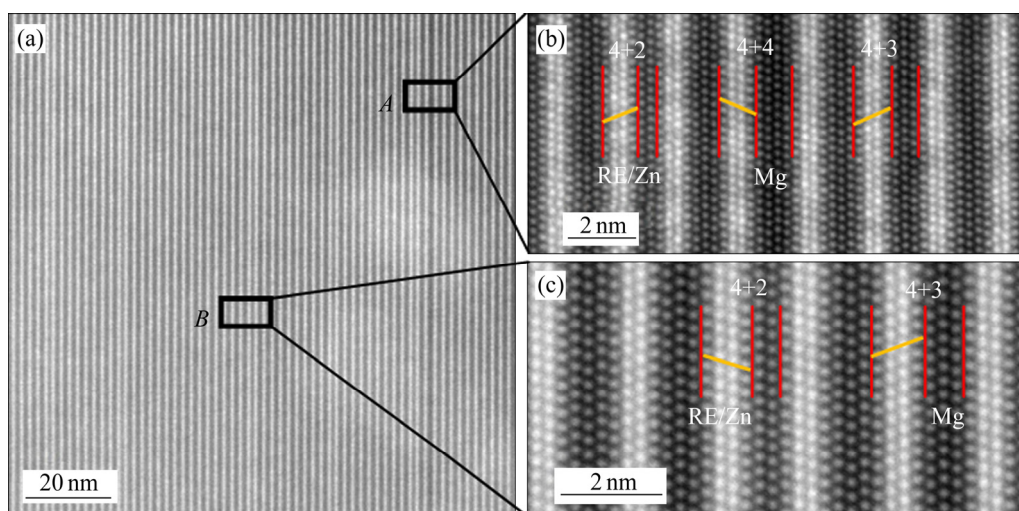 (a)
A
B
20 nm
(b)
4+2 4+4 4+3
RE/Zn Mg
2 nm
(c)
4+2 4+3
RE/Zn Mg
2 nm